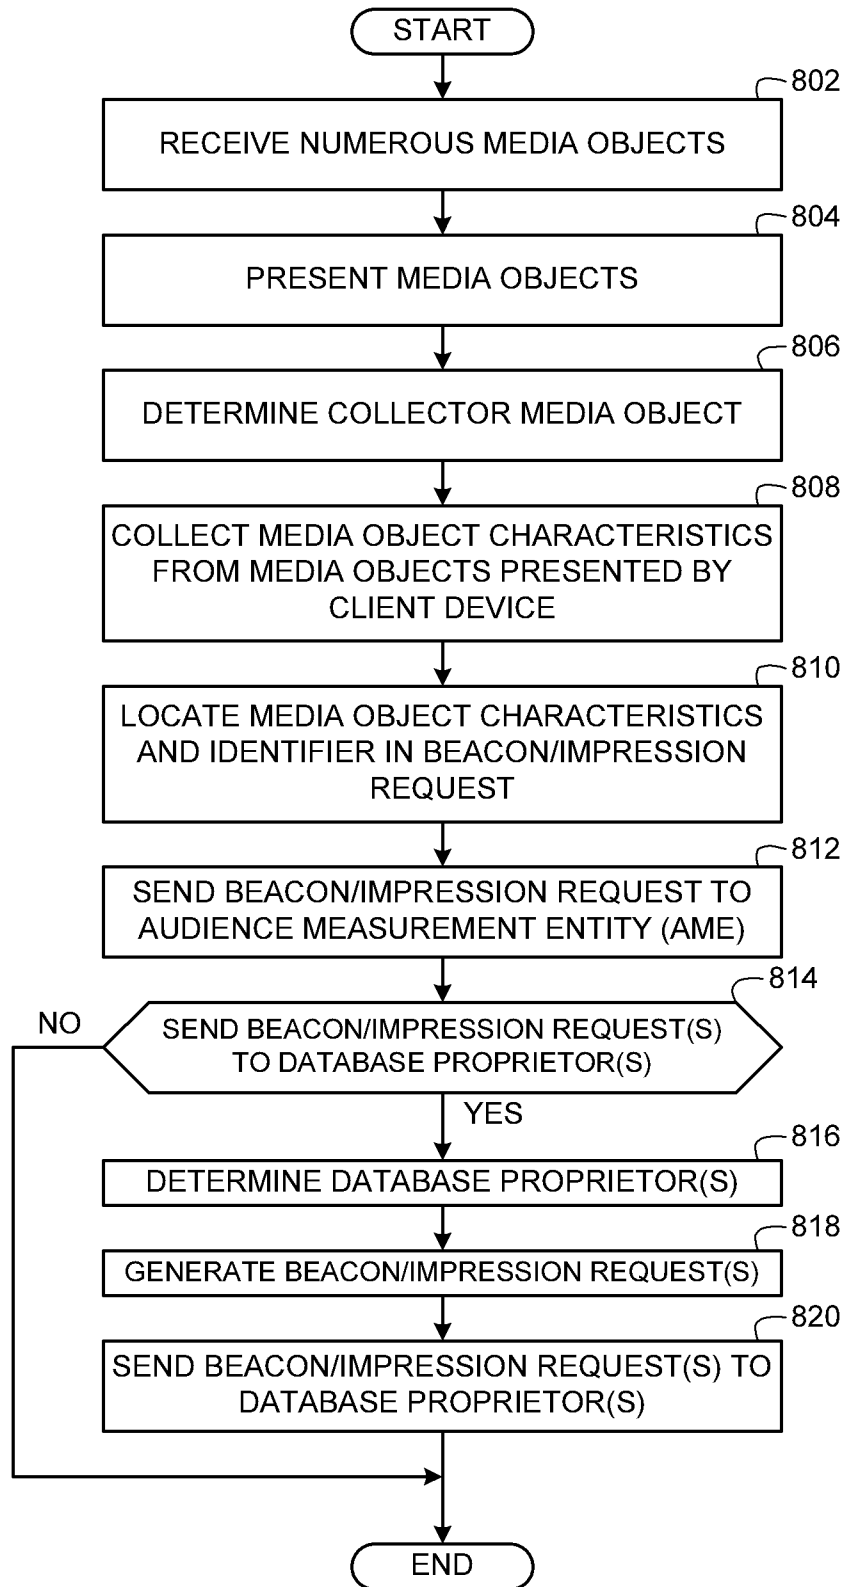 START
802
RECEIVE NUMEROUS MEDIA OBJECTS
804
PRESENT MEDIA OBJECTS
806
DETERMINE COLLECTOR MEDIA OBJECT
808
COLLECT MEDIA OBJECT CHARACTERISTICS
FROM MEDIA OBJECTS PRESENTED BY
CLIENT DEVICE
810
LOCATE MEDIA OBJECT CHARACTERISTICS
AND IDENTIFIER IN BEACON/IMPRESSION
REQUEST
812
SEND BEACON/IMPRESSION REQUEST TO
AUDIENCE MEASUREMENT ENTITY (AME)
814
NO
SEND BEACON/IMPRESSION REQUEST(S)
TO DATABASE PROPRIETOR(S)
YES
816
DETERMINE DATABASE PROPRIETOR(S)
818
GENERATE BEACON/IMPRESSION REQUEST(S)
820
SEND BEACON/IMPRESSION REQUEST(S) TO
DATABASE PROPRIETOR(S)
END